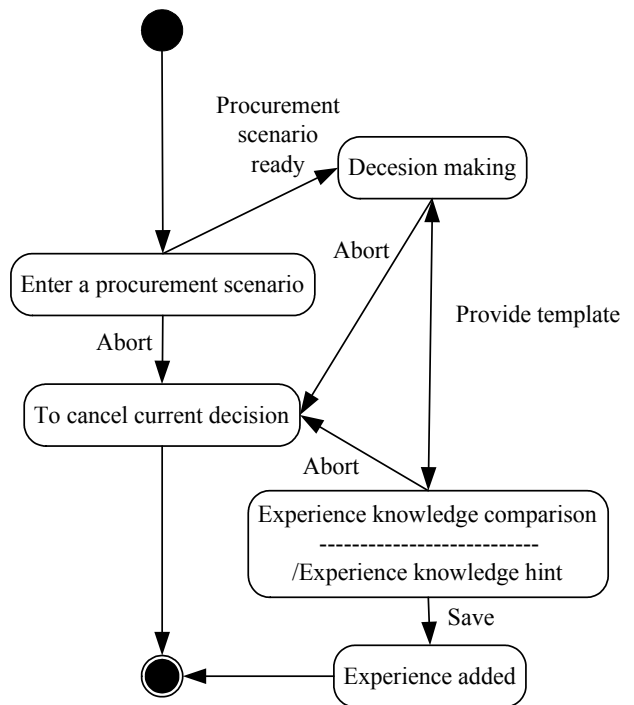 Procurement
scenario
ready
Decesion making
Abort
Enter a procurement scenario
Provide template
Abort
To cancel current decision
Abort
Experience knowledge comparison
---------------------------
/Experience knowledge hint
Save
Experience added